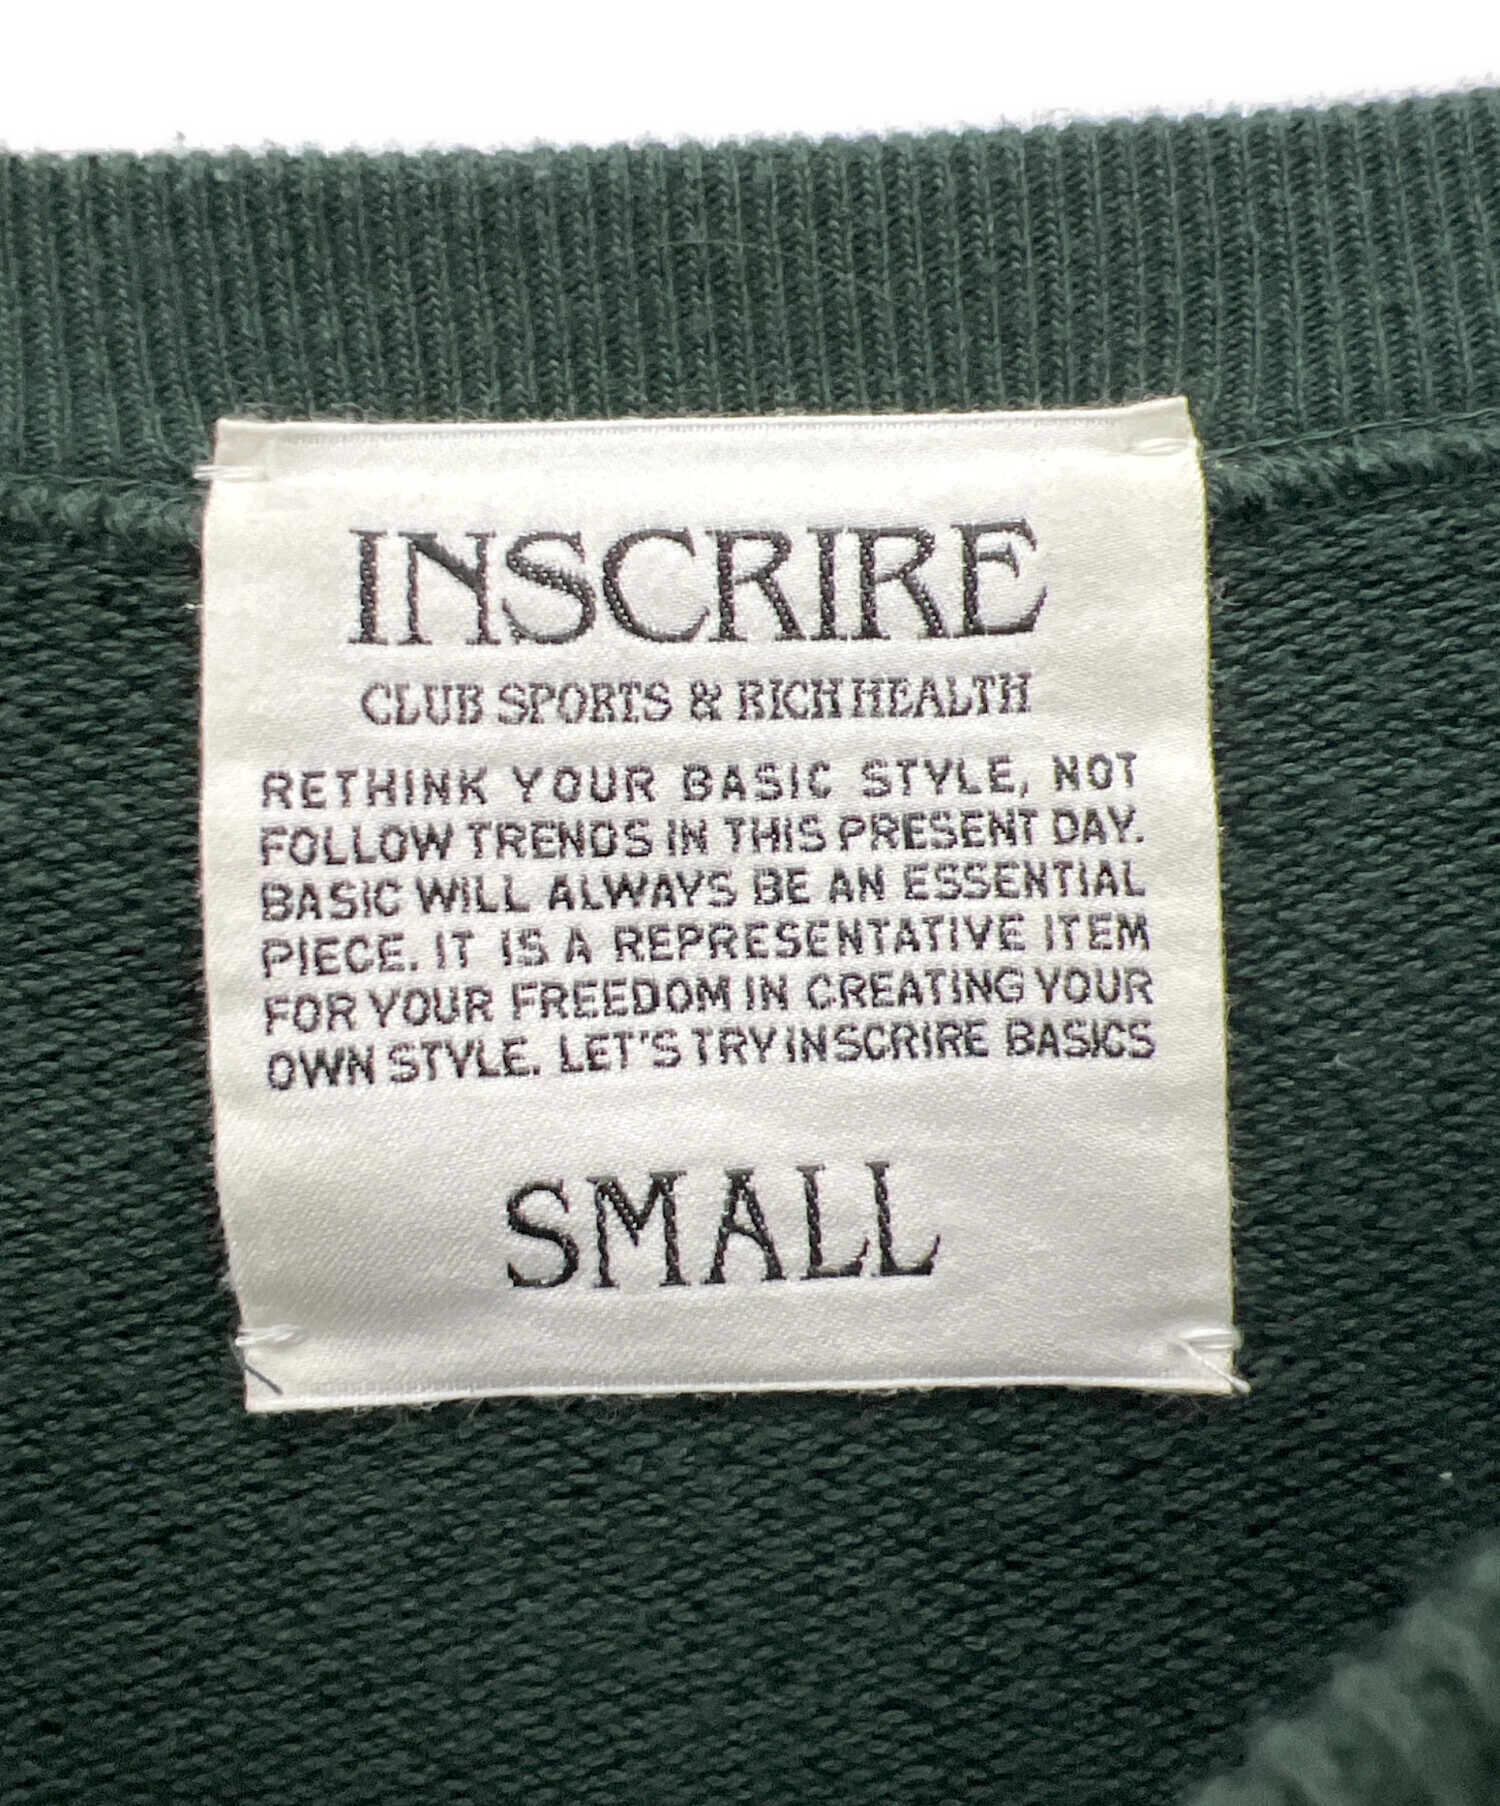 INSCRIRE
CLUB SPORTS & RICH HEALTH
RETHINK YOUR BASIC STYLE, NOT
FOLLOW TRENDS IN THIS PRESENT DAY.
BASIC WILL ALWAYS BE AN ESSENTIAL
PIECE. IT IS A REPRESENTATIVE ITEM
FOR YOUR FREEDOM IN CREATING YOUR
OWN STYLE. LET'S TRY INSCRIRE BASICS
SMALL